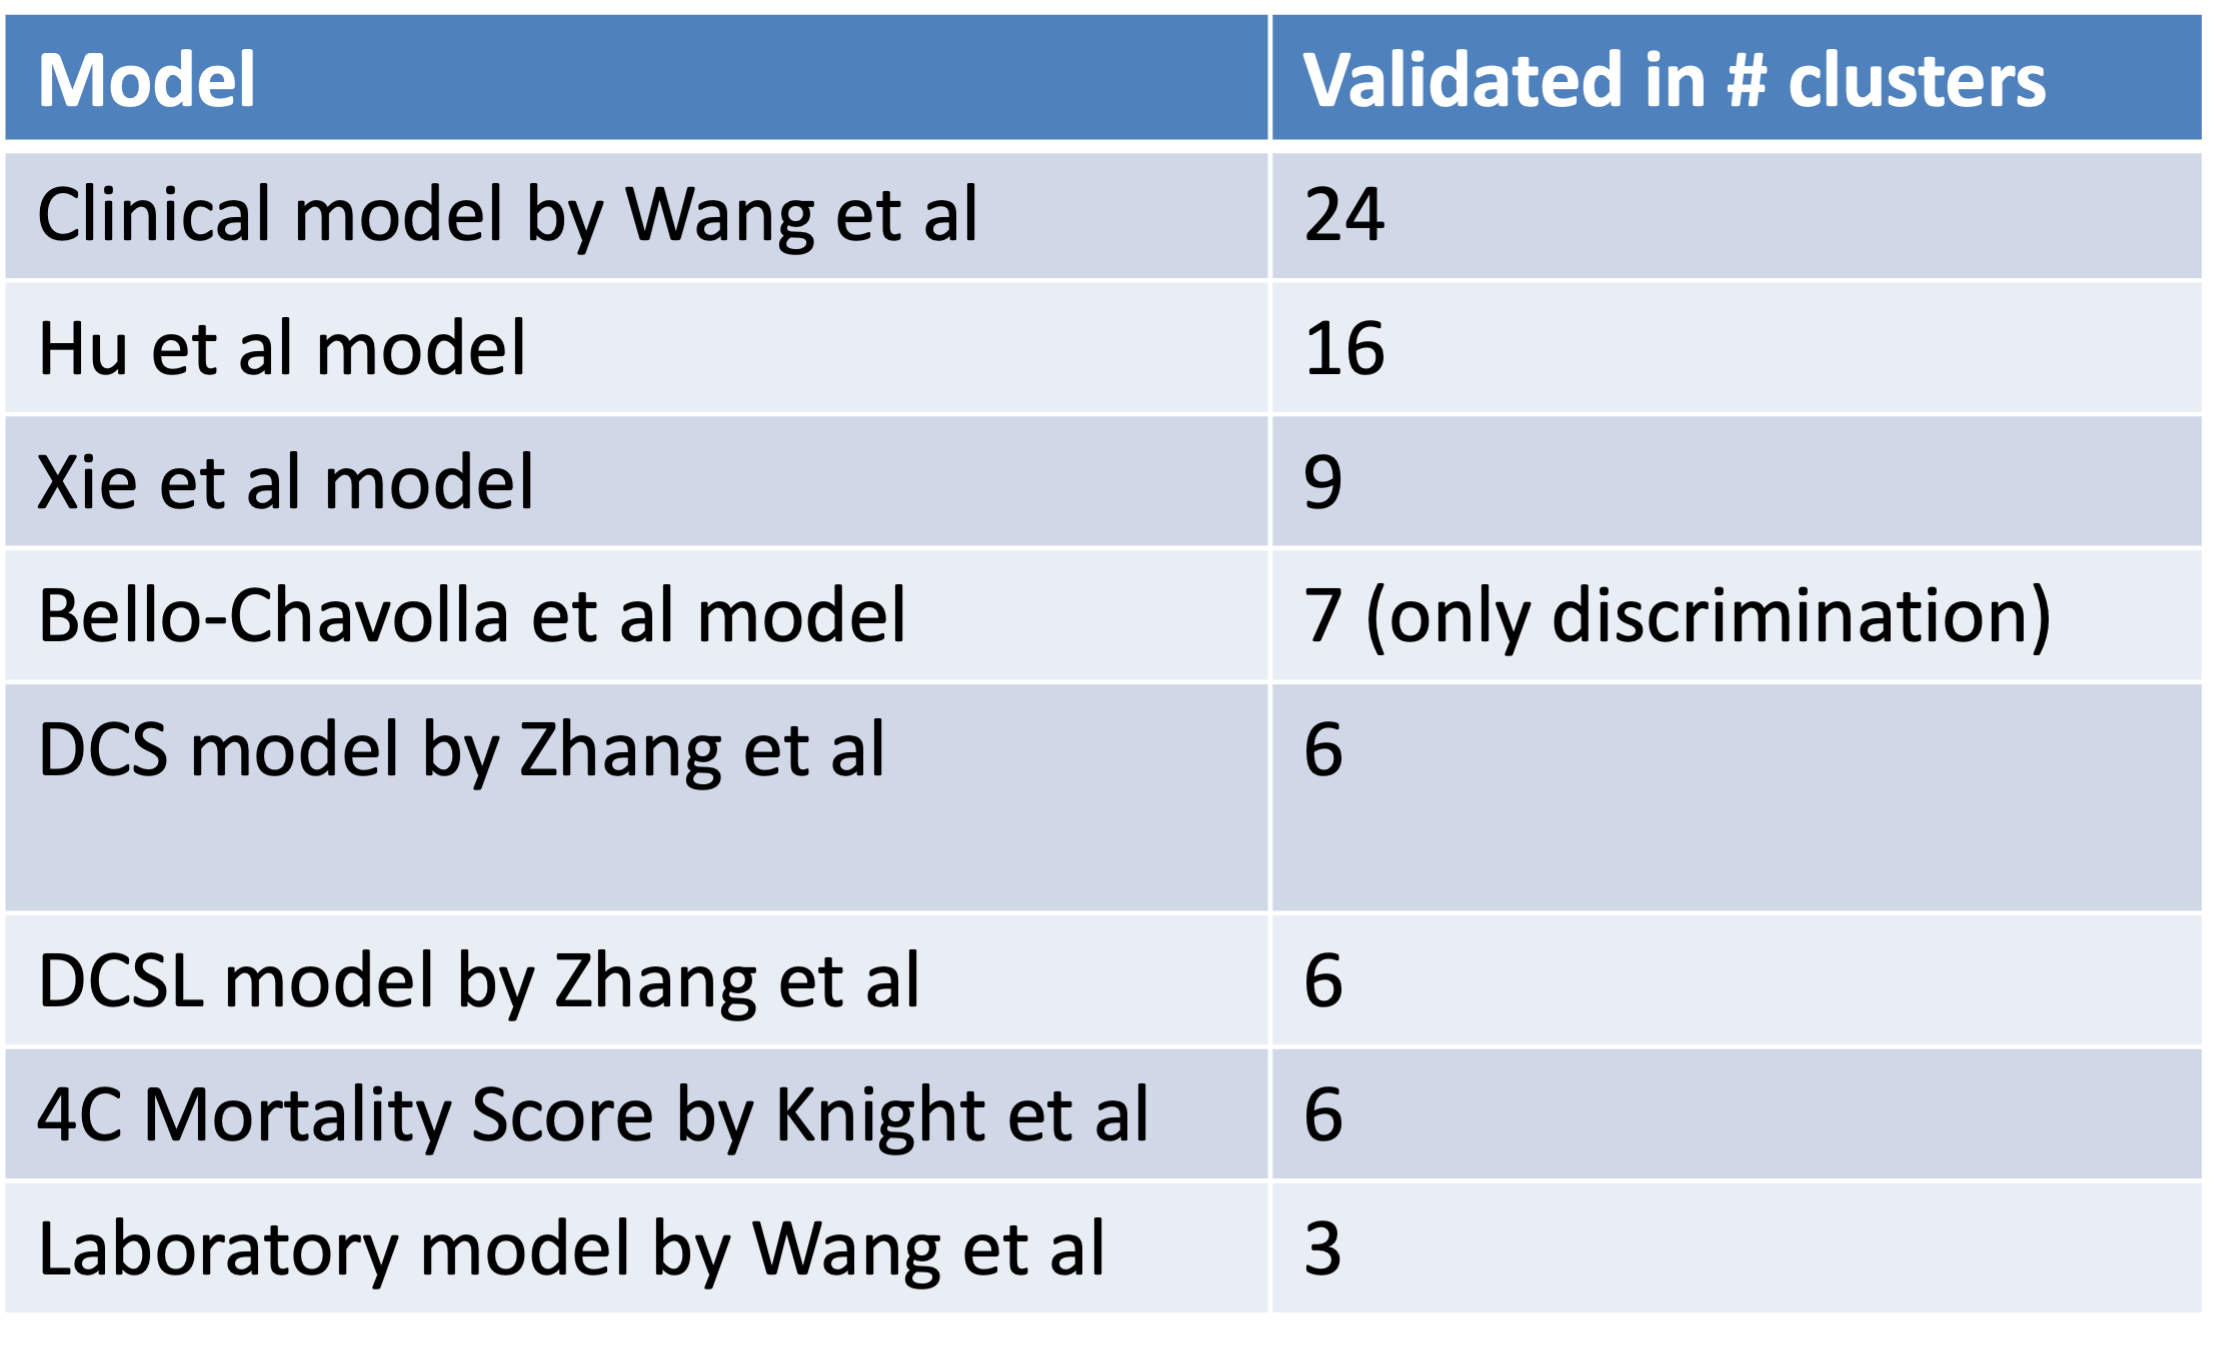 Model Validated in # clusters
Clinical model by Wang et al 24
Hu et al model 16
Xie et al model 9
Bello-Chavolla et al model 7 (only discrimination)
DCS model by Zhang et al 6
DCSL model by Zhang et al 6
4C Mortality Score by Knight et al 6
Laboratory model by Wang et al 3